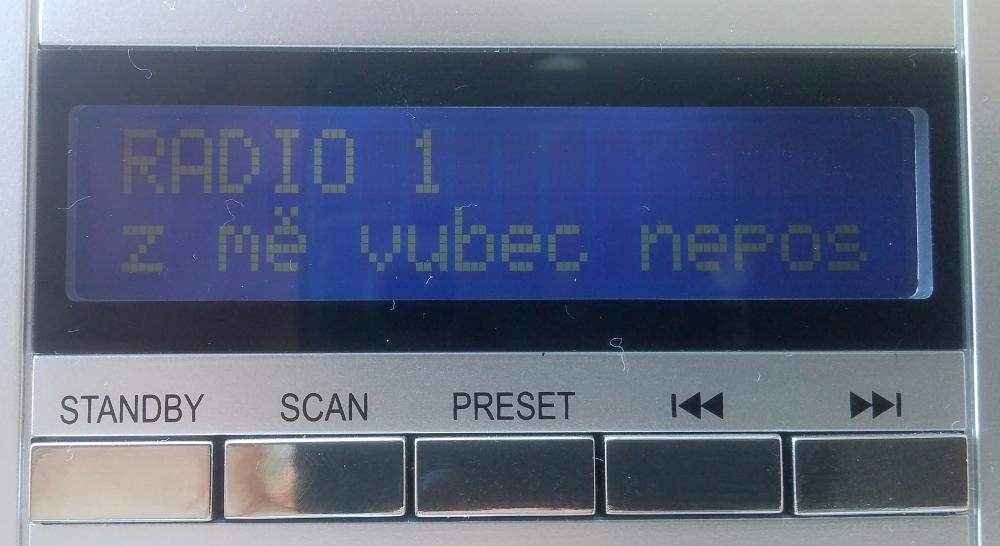 RADIO 1
z mě vubec nepos
STANDBY SCAN PRESET